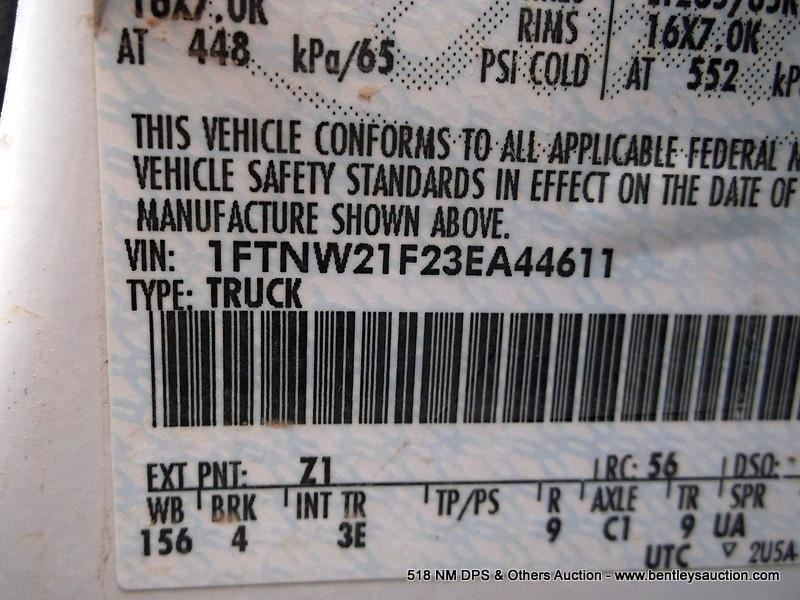 16X7.0K
RIMS 16X7.0K
AT 448 kPa/65 PSI COLD AT 552
THIS VEHICLE CONFORMS TO ALL APPLICABLE FEDERAL
VEHICLE SAFETY STANDARDS IN EFFECT ON THE DATE OF
MANUFACTURE SHOWN ABOVE.
VIN: 1FTNW21F23EA44611
TYPE: TRUCK
EXT PNT: Z1 RC: 56 DSO:
WB BRK INT TR TP/PS R AXLE TR SPR
156 4 3E 9 C1 9 UA
UTC ▽ 2U5A
518 NM DPS & Others Auction - www.bentleysauction.com